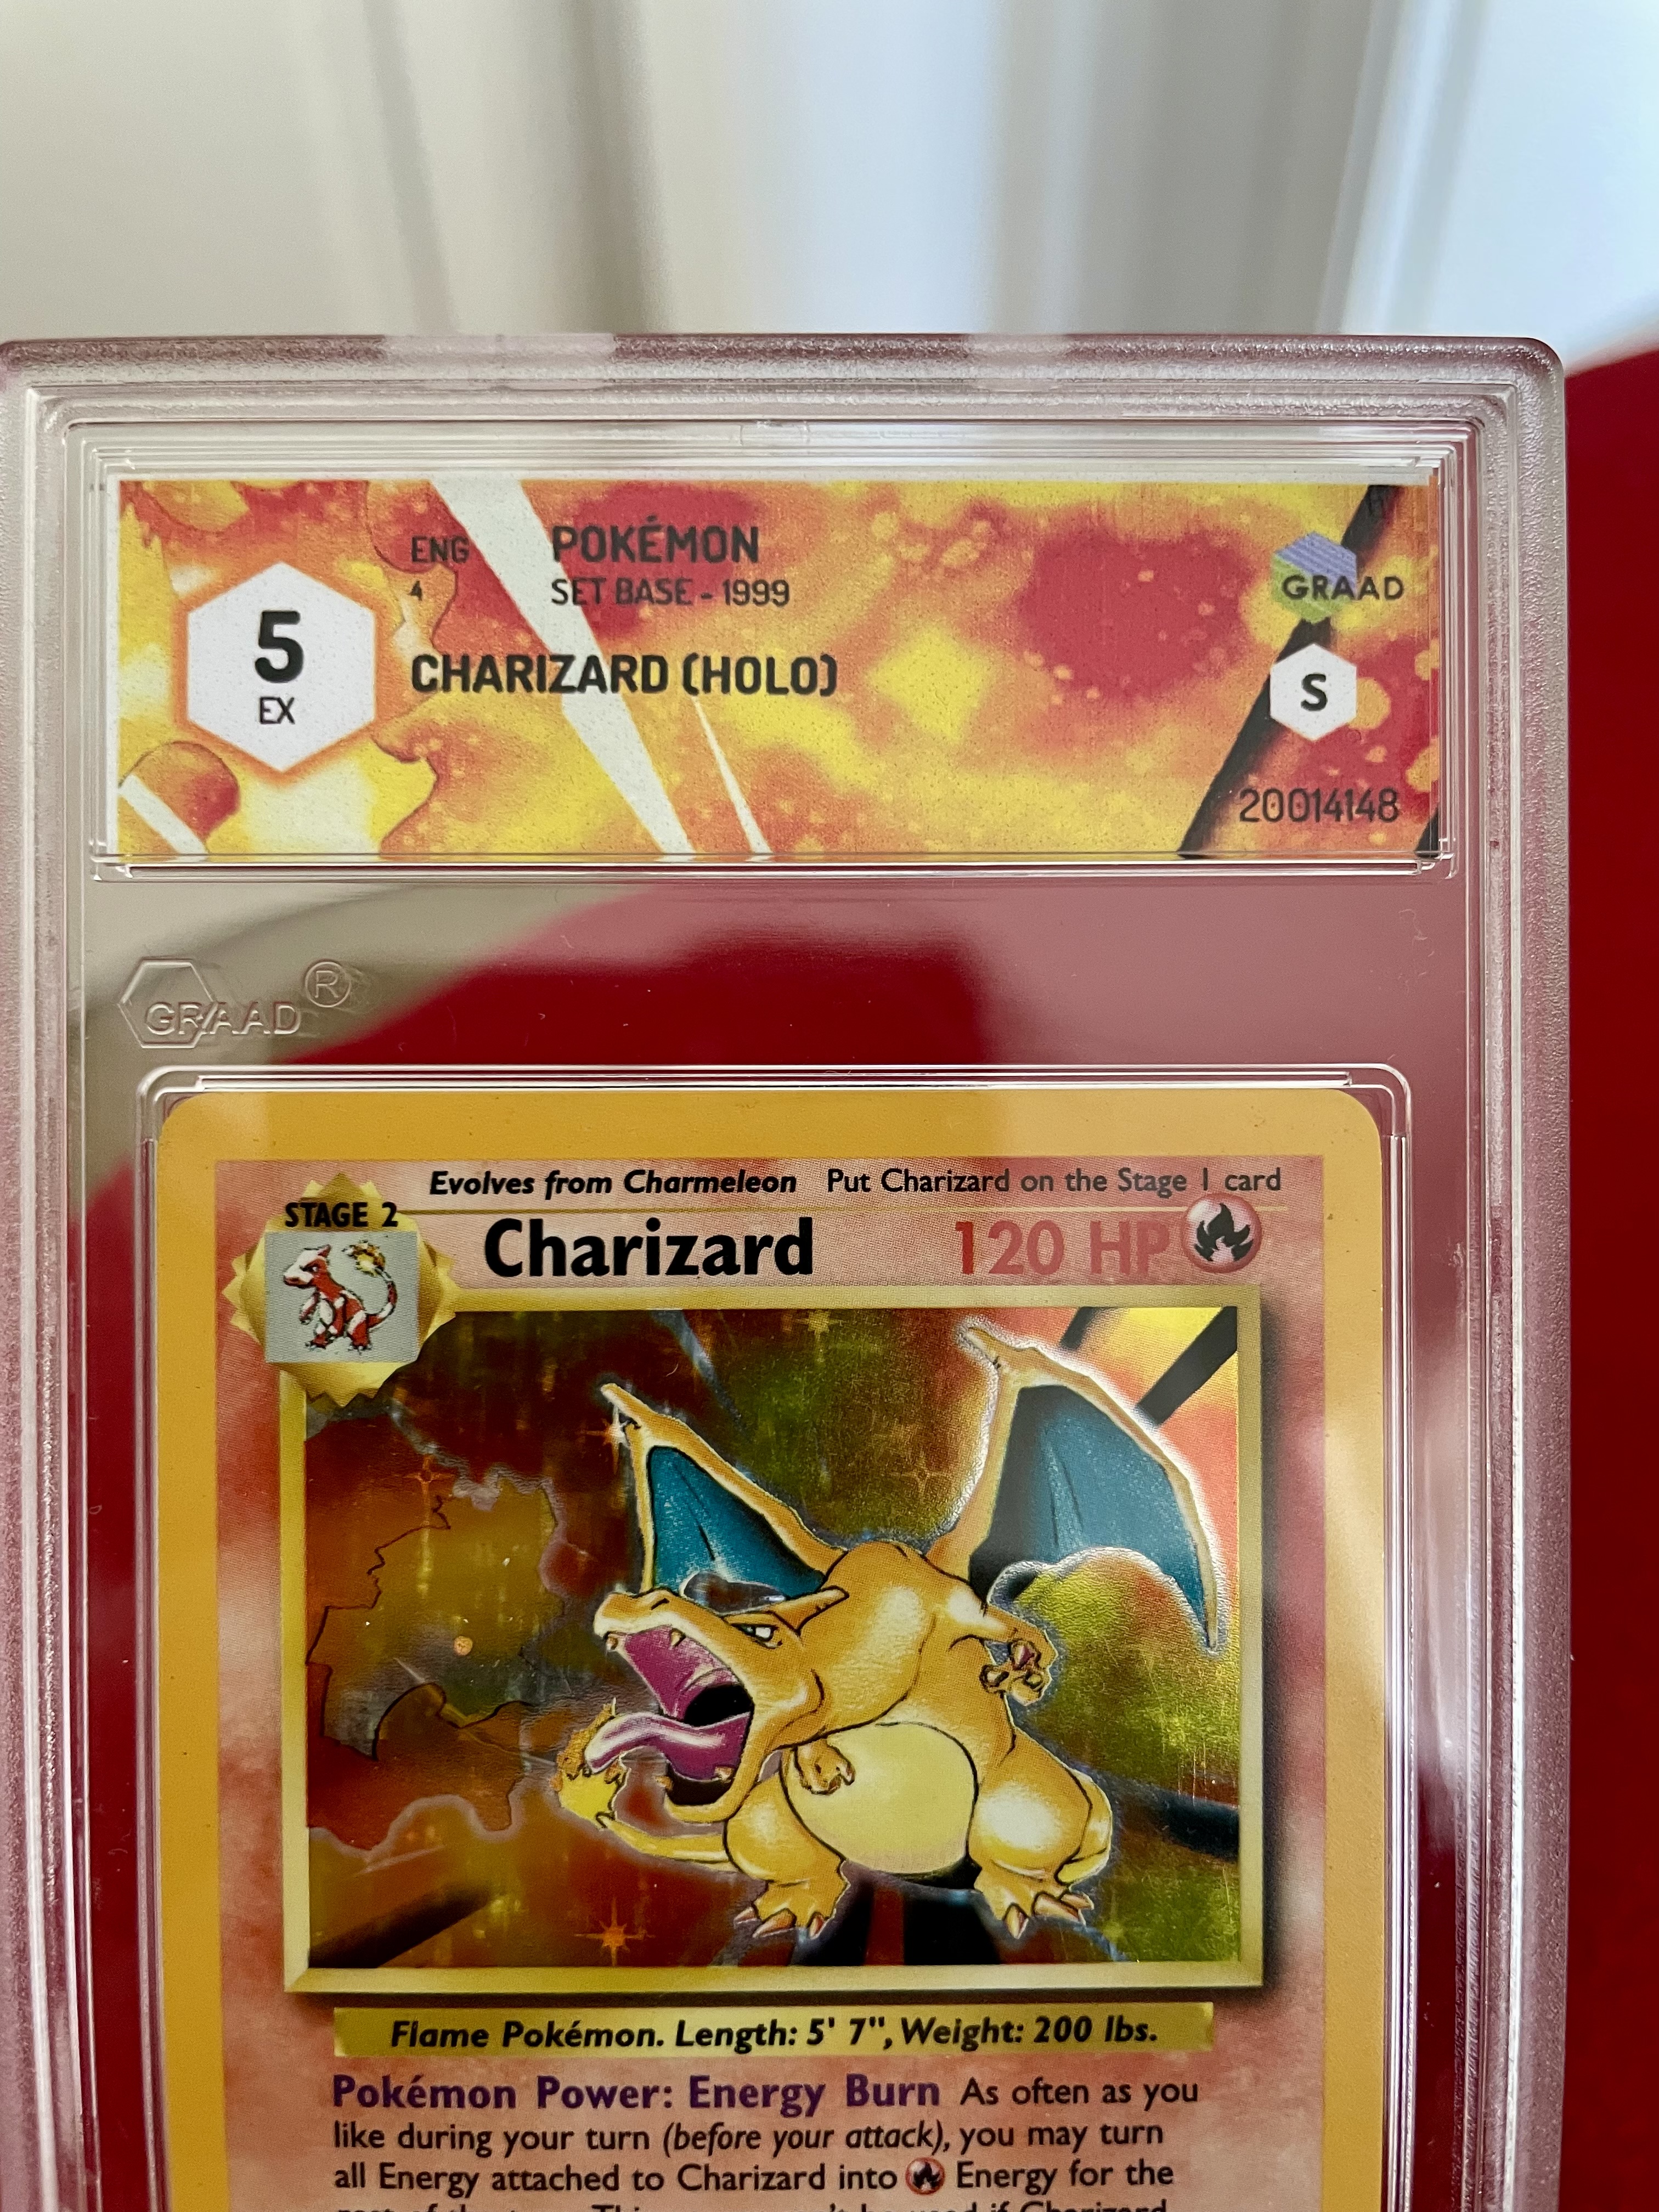 ENG POKÉMON
4 SET BASE - 1999
GRAAD
5
EX
CHARIZARD (HOLO)
S
20014148
GRAAD ®
Evolves from Charmeleon Put Charizard on the Stage 1 card
STAGE 2
Charizard 120 HP
Flame Pokémon. Length: 5' 7", Weight: 200 lbs.
Pokémon Power: Energy Burn As often as you
like during your turn (before your attack), you may turn
all Energy attached to Charizard into Energy for the